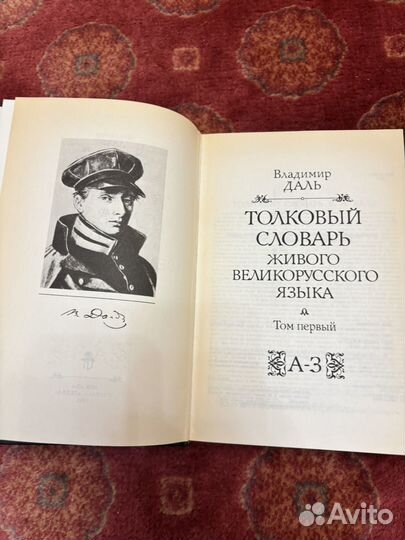 Владимир
ДАЛЬ
ТОЛКОВЫЙ
СЛОВАРЬ
ЖИВОГО
ВЕЛИКОРУССКОГО
ЯЗЫКА
Том первый
А-З
Avito